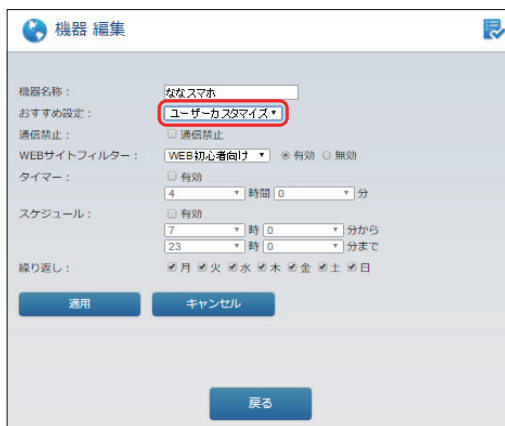 機器 編集
機器名称： ななスマホ
おすすめ設定： ユーザーカスタマイズ
通信禁止： 通信禁止
WEBサイトフィルター： WEB初心者向け 有効 無効
タイマー： 有効
4 時間 0 分
スケジュール： 有効
7 時 0 分から
23 時 0 分まで
繰り返し： 月 火 水 木 金 土 日
適用 キャンセル
戻る